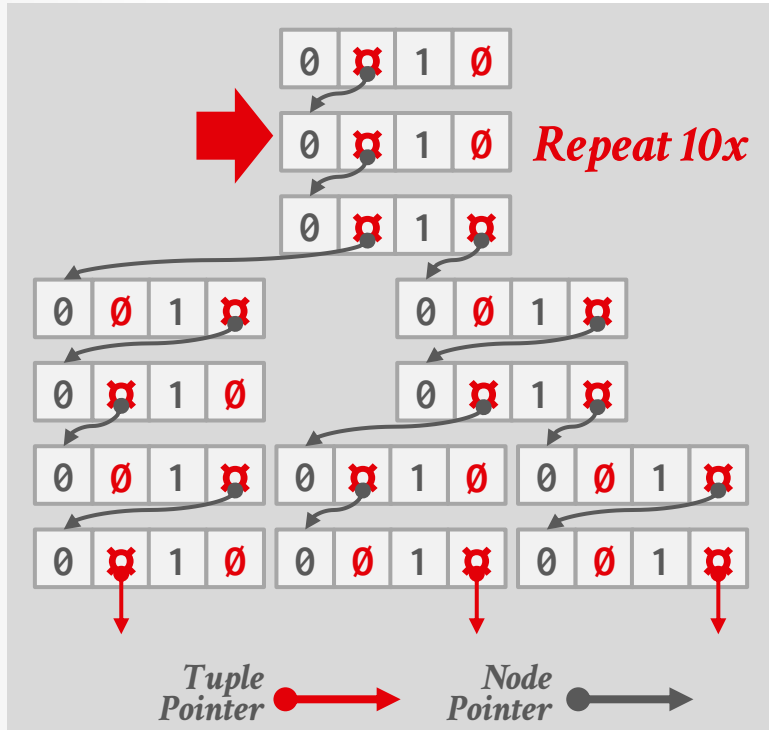 0 ¤ 1 Ø
0 ¤ 1 Ø
Repeat 10x
0 ¤ 1 ¤
0 Ø 1 ¤
0 Ø 1 ¤
0 ¤ 1 Ø
0 ¤ 1 ¤
0 Ø 1 ¤
0 ¤ 1 Ø
0 Ø 1 ¤
0 ¤ 1 Ø
0 Ø 1 ¤
0 Ø 1 ¤
Tuple
Pointer
Node
Pointer